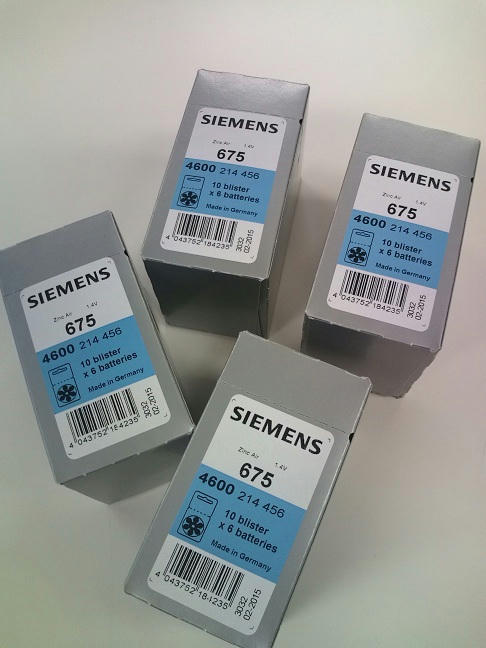 SIEMENS
Zinc Air 1.4V
675
4600 214 456
10 blister
x 6 batteries
Made in Germany
4 043752 184235
3032
02-2015
SIEMENS
Zinc Air 1.4V
675
4600 214 456
10 blister
x 6 batteries
Made in Germany
4 043752 184235
3032
02-2015
SIEMENS
Zinc Air 1.4V
675
4600 214 456
10 blister
x 6 batteries
Made in Germany
4 043752 184235
3032
02-2015
SIEMENS
Zinc Air 1.4V
675
4600 214 456
10 blister
x 6 batteries
Made in Germany
4 043752 184235
3032
02-2015